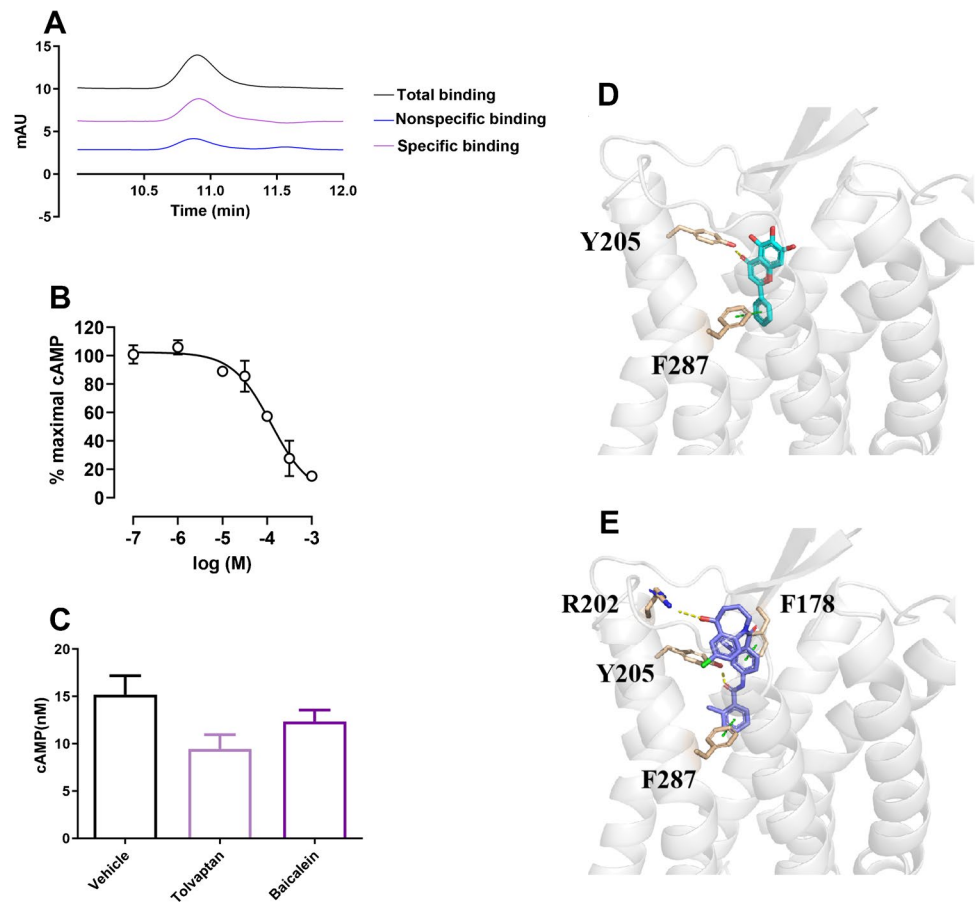 A
15
10
5
0
-5
mAU
10.5 11.0 11.5 12.0
Time (min)
Total binding
Nonspecific binding
Specific binding
B
120
100
80
60
40
20
0
% maximal cAMP
-7 -6 -5 -4 -3
log (M)
C
20
15
10
5
0
cAMP(nM)
Vehicle
Tolvaptan
Baicalein
D
Y205
F287
E
R202
F178
Y205
F287